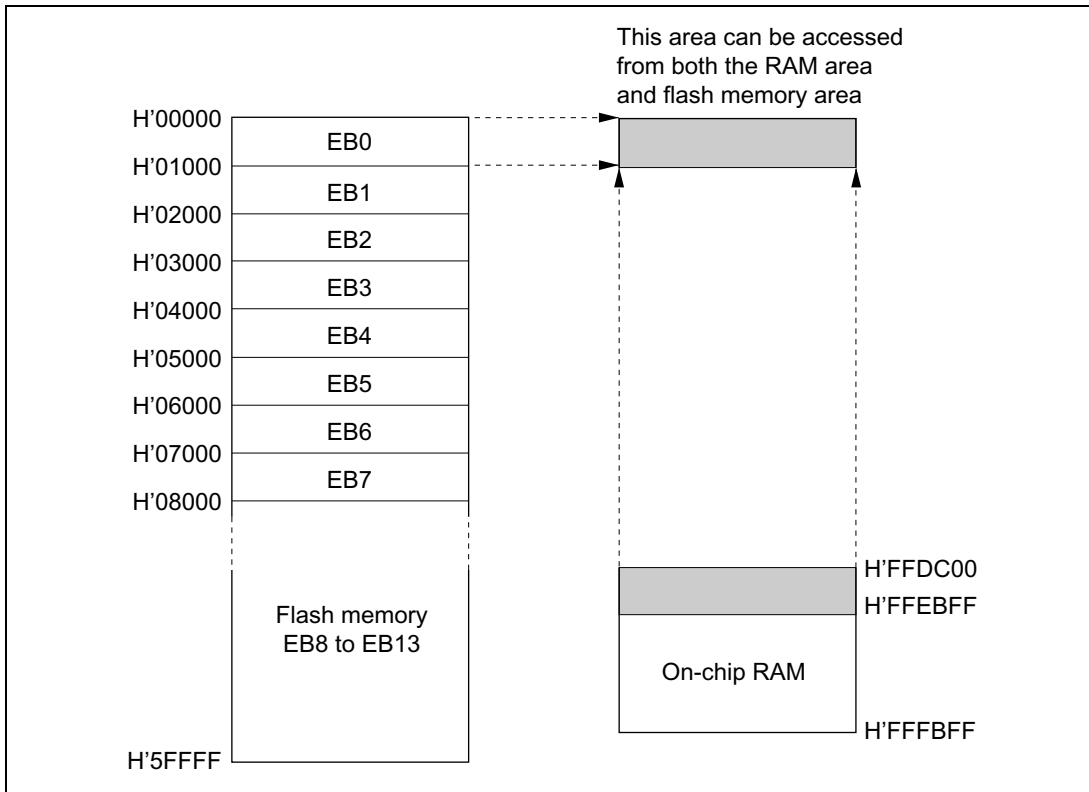 This area can be accessed
from both the RAM area
and flash memory area
H’00000
EB0
H’01000
EB1
H’02000
EB2
H’03000
EB3
H’04000
EB4
H’05000
EB5
H’06000
EB6
H’07000
EB7
H’08000
Flash memory
EB8 to EB13
H’5FFFF
H’FFDC00
H’FFEBFF
On-chip RAM
H’FFFBFF